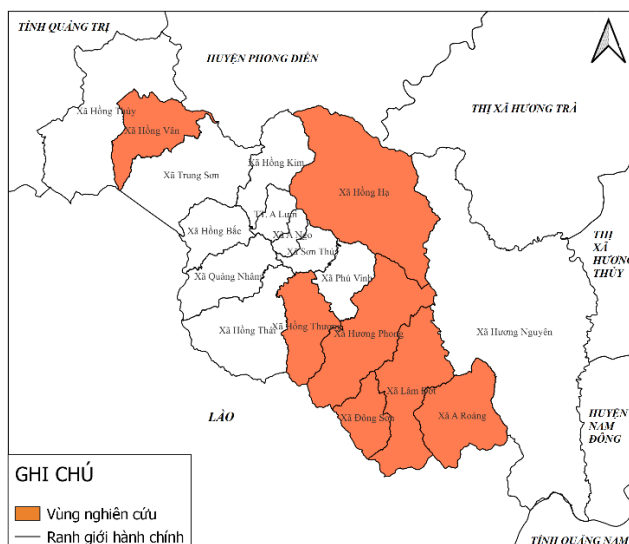 TỈNH QUẢNG TRỊ
HUYỆN PHONG ĐIỀN
THỊ XÃ HƯƠNG TRÀ
Xã Hồng Thủy
Xã Hồng Vân
Xã Hồng Kim
Xã Trung Sơn
Xã Hồng Hạ
TT. A Lưới
Xã Hồng Bắc
Xã A Ngo
Xã Sơn Thủy
THỊ
XÃ
HƯƠNG
THỦY
Xã Quảng Nhâm
Xã Phú Vinh
Xã Hồng Thái
Xã Hồng Thượng
Xã Hương Phong
Xã Hương Nguyên
Xã Lâm Đớt
LÀO
Xã Đông Sơn
Xã A Roàng
HUYỆN
NAM
ĐÔNG
GHI CHÚ
Vùng nghiên cứu
Ranh giới hành chính
TỈNH QUẢNG NAM